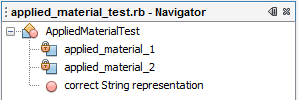 applied_material_test.rb - Navigator
AppliedMaterialTest
applied_material_1
applied_material_2
correct String representation